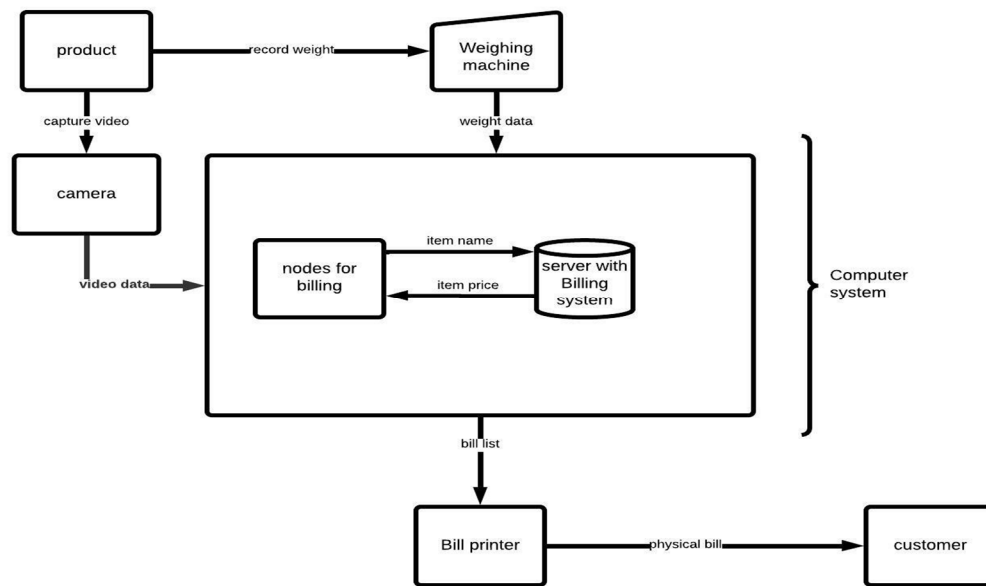 product
record weight
Weighing
machine
capture video
weight data
camera
item name
nodes for
billing
server with
Billing
system
item price
video data
Computer
system
bill list
Bill printer
physical bill
customer